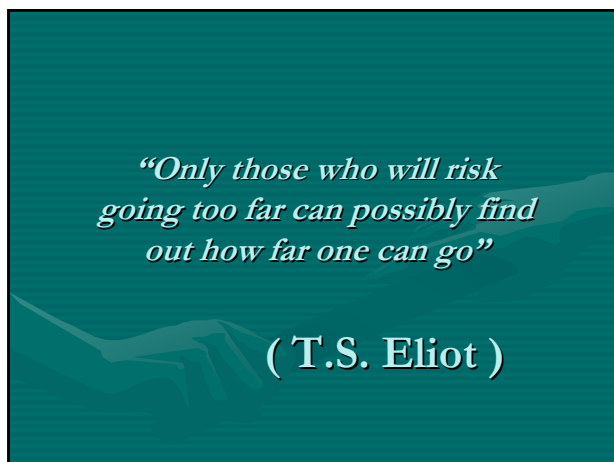 “Only those who will risk
going too far can possibly find
out how far one can go”
( T.S. Eliot )